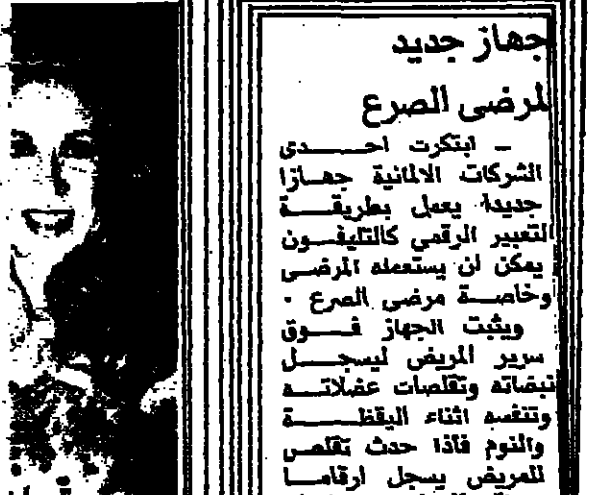 جهاز جديد
لمرضى الصرع
– ابتكرت احدى
الشركات الالمانية جهازا
جديدا يعمل بطريقة
التعبير الرقمي كالتليفون
يمكن لن يستعمله المرضى
وخاصة مرضى الصرع ٠
ويثبت الجهاز فوق
سرير المريض ليسجل
نبضاته وتقلصات عضلاته
وتنفسه اثناء اليقظة
والنوم فاذا حدث تقلص
للمريض يسجل ارقاما